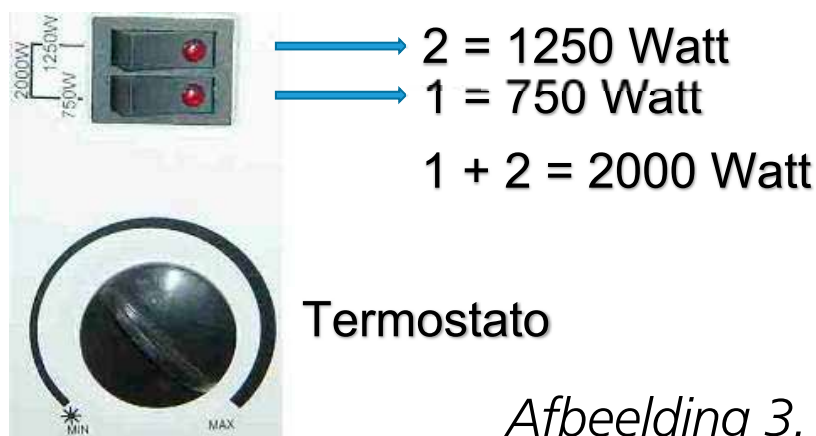 2000W
1250W
750W
2 = 1250 Watt
1 = 750 Watt
1 + 2 = 2000 Watt
Termostato
MIN
MAX
Afbeelding 3.